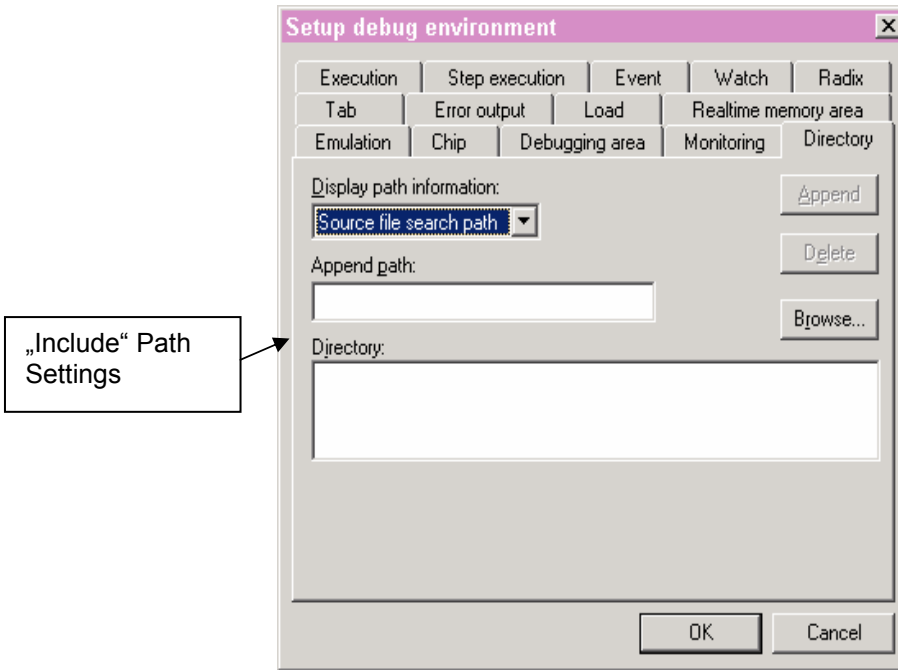 Setup debug environment
Execution Step execution Event Watch Radix
Tab Error output Load Realtime memory area
Emulation Chip Debugging area Monitoring Directory
Display path information:
Append
Source file search path
Delete
Append path:
Browse...
„Include“ Path
Settings
Directory:
OK Cancel